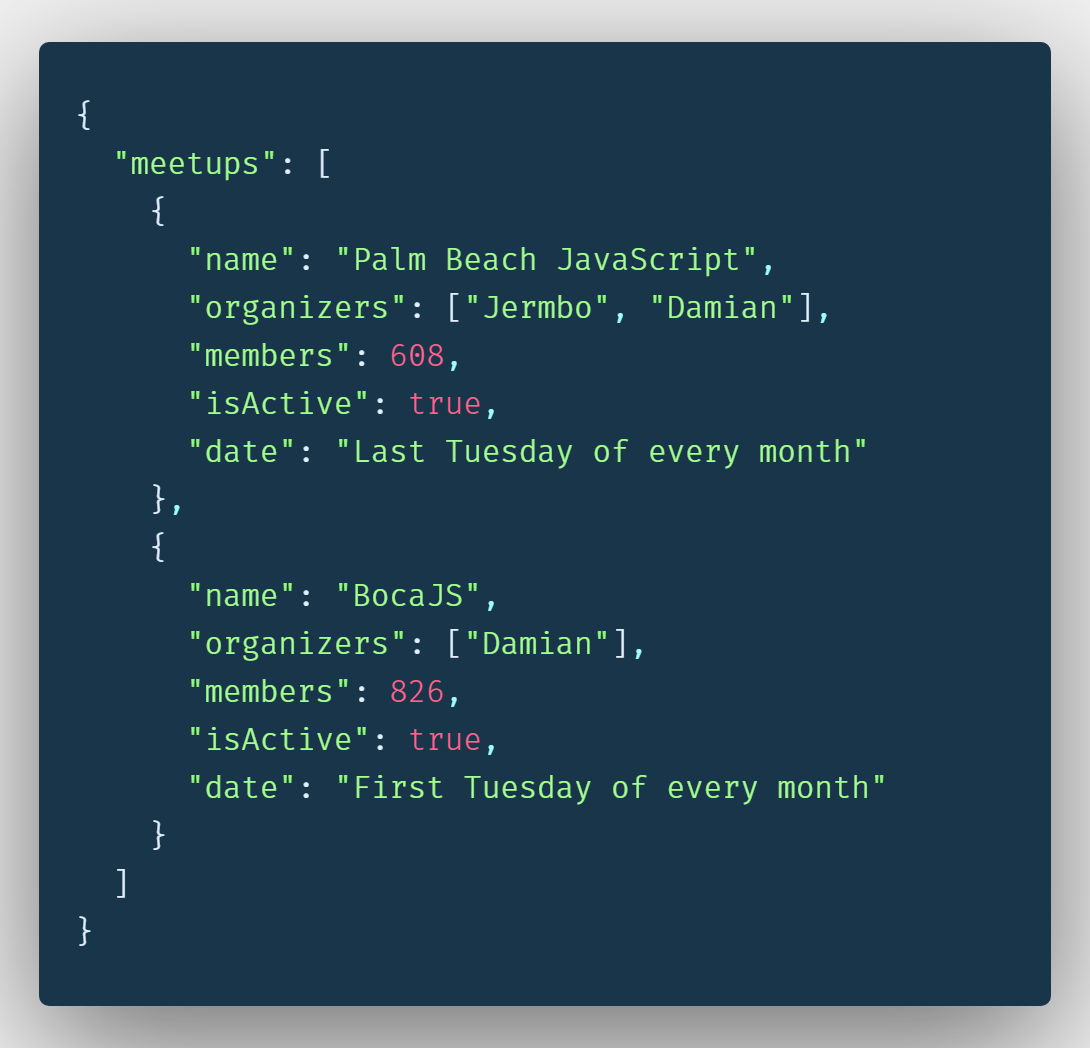 {
  "meetups": [
    {
      "name": "Palm Beach JavaScript",
      "organizers": ["Jermbo", "Damian"],
      "members": 608,
      "isActive": true,
      "date": "Last Tuesday of every month"
    },
    {
      "name": "BocaJS",
      "organizers": ["Damian"],
      "members": 826,
      "isActive": true,
      "date": "First Tuesday of every month"
    }
  ]
}